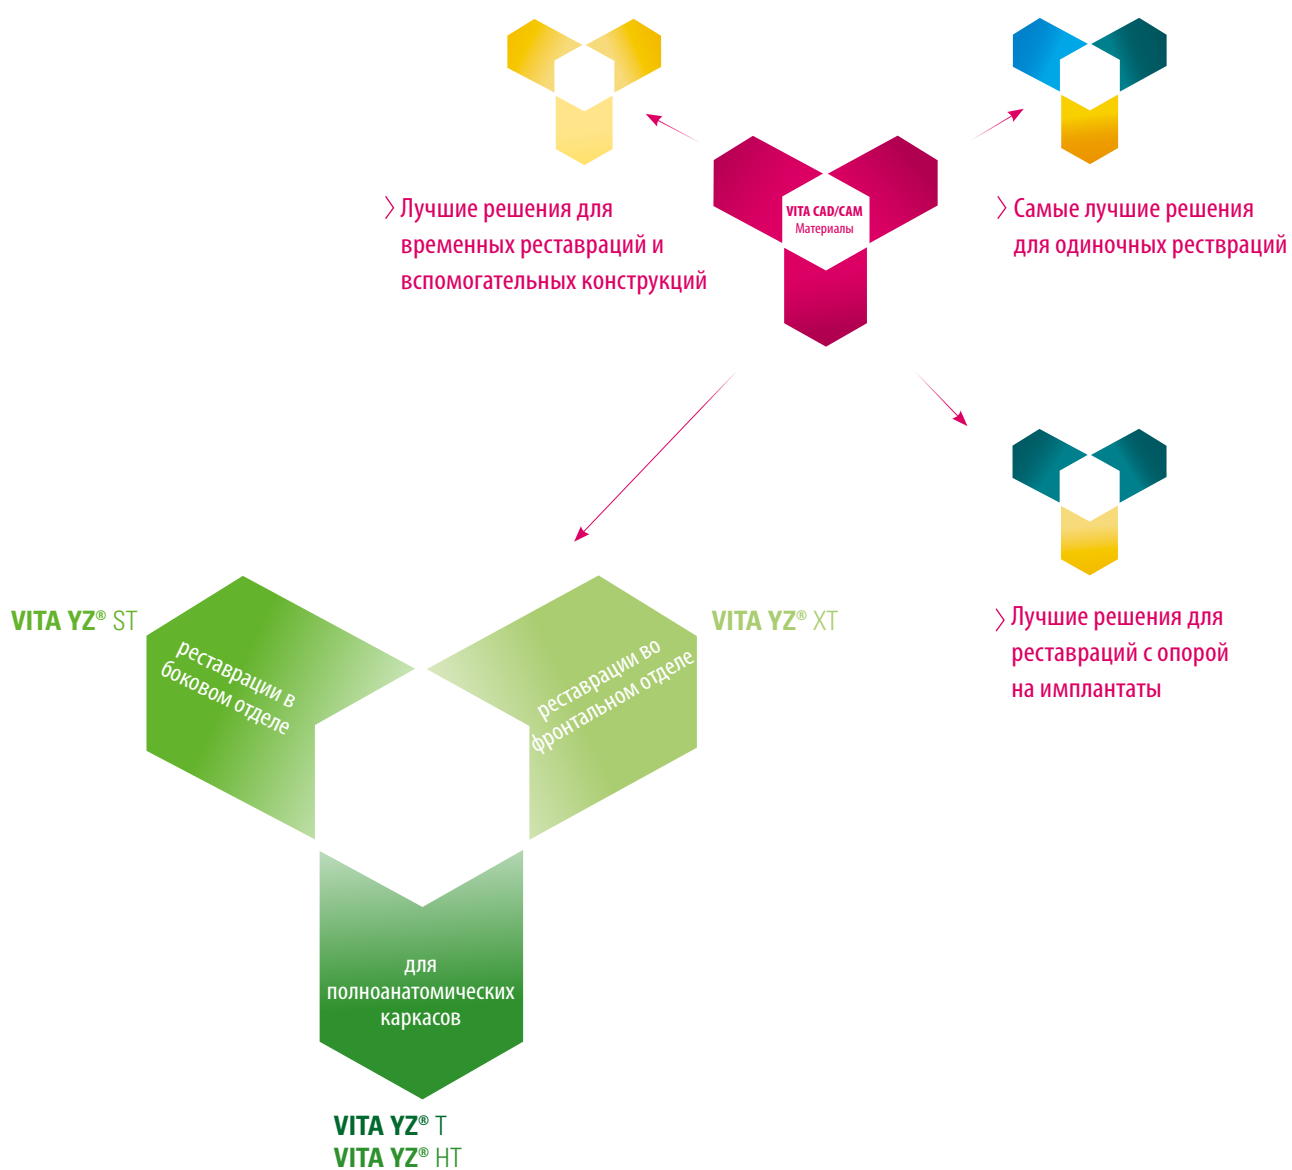 VITA CAD/CAM
Материалы
〉Лучшие решения для
временных реставраций и
вспомогательных конструкций
〉Самые лучшие решения
для одиночных рествраций
〉Лучшие решения для
реставраций с опорой
на имплантаты
VITA YZ® ST
реставрации в
боковом отделе
VITA YZ® XT
реставрации во
фронтальном отделе
для
полноанатомических
каркасов
VITA YZ® T
VITA YZ® HT